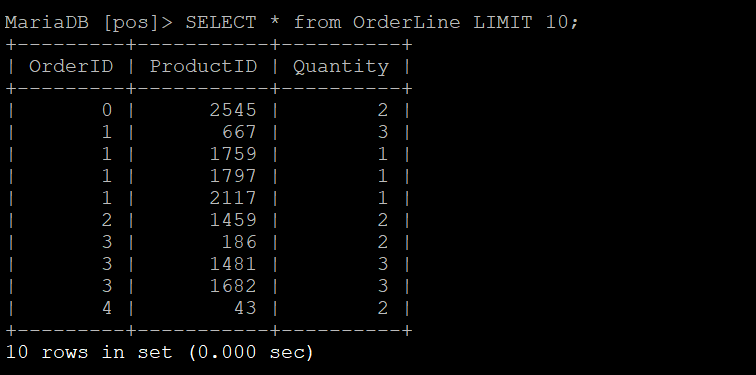 MariaDB [pos]> SELECT * from OrderLine LIMIT 10;
+---------+-----------+----------+
| OrderID | ProductID | Quantity |
+---------+-----------+----------+
|       0 |      2545 |        2 |
|       1 |       667 |        3 |
|       1 |      1759 |        1 |
|       1 |      1797 |        1 |
|       1 |      2117 |        1 |
|       2 |      1459 |        2 |
|       3 |       186 |        2 |
|       3 |      1481 |        3 |
|       3 |      1682 |        3 |
|       4 |        43 |        2 |
+---------+-----------+----------+
10 rows in set (0.000 sec)